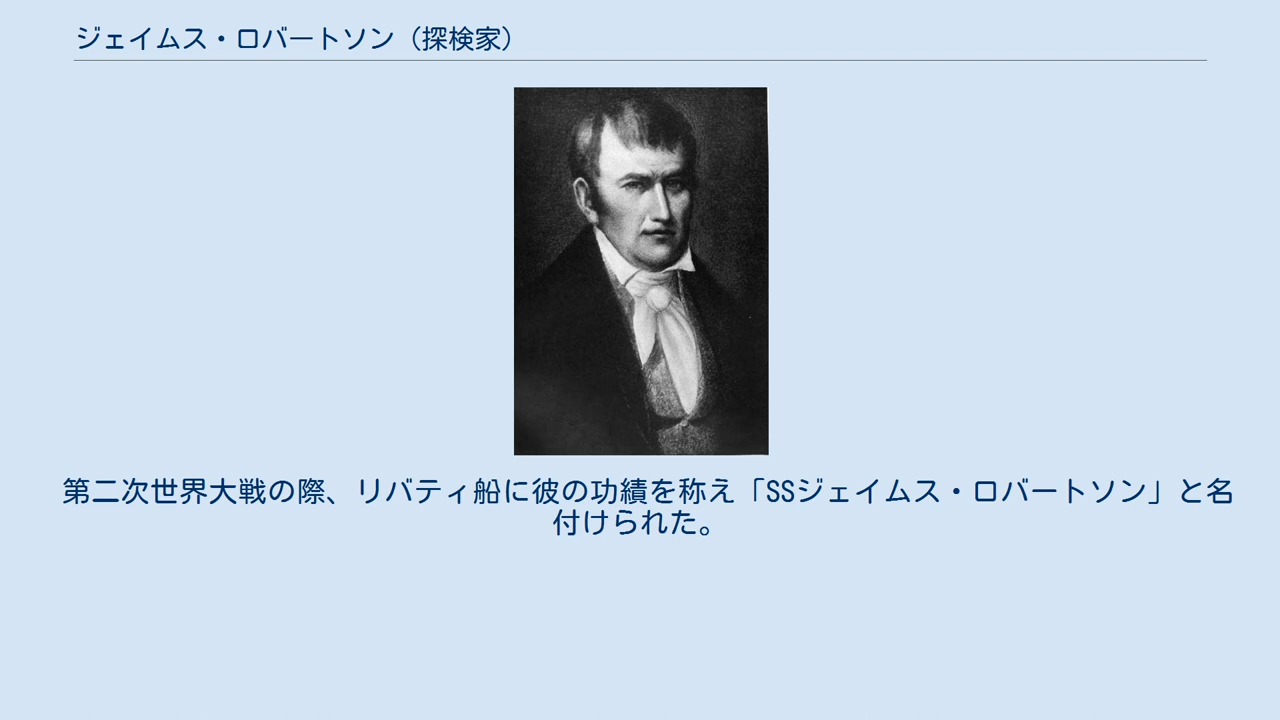 ジェイムス・ロバートソン（探検家）
第二次世界大戦の際、リバティ船に彼の功績を称え「SSジェイムス・ロバートソン」と名
付けられた。